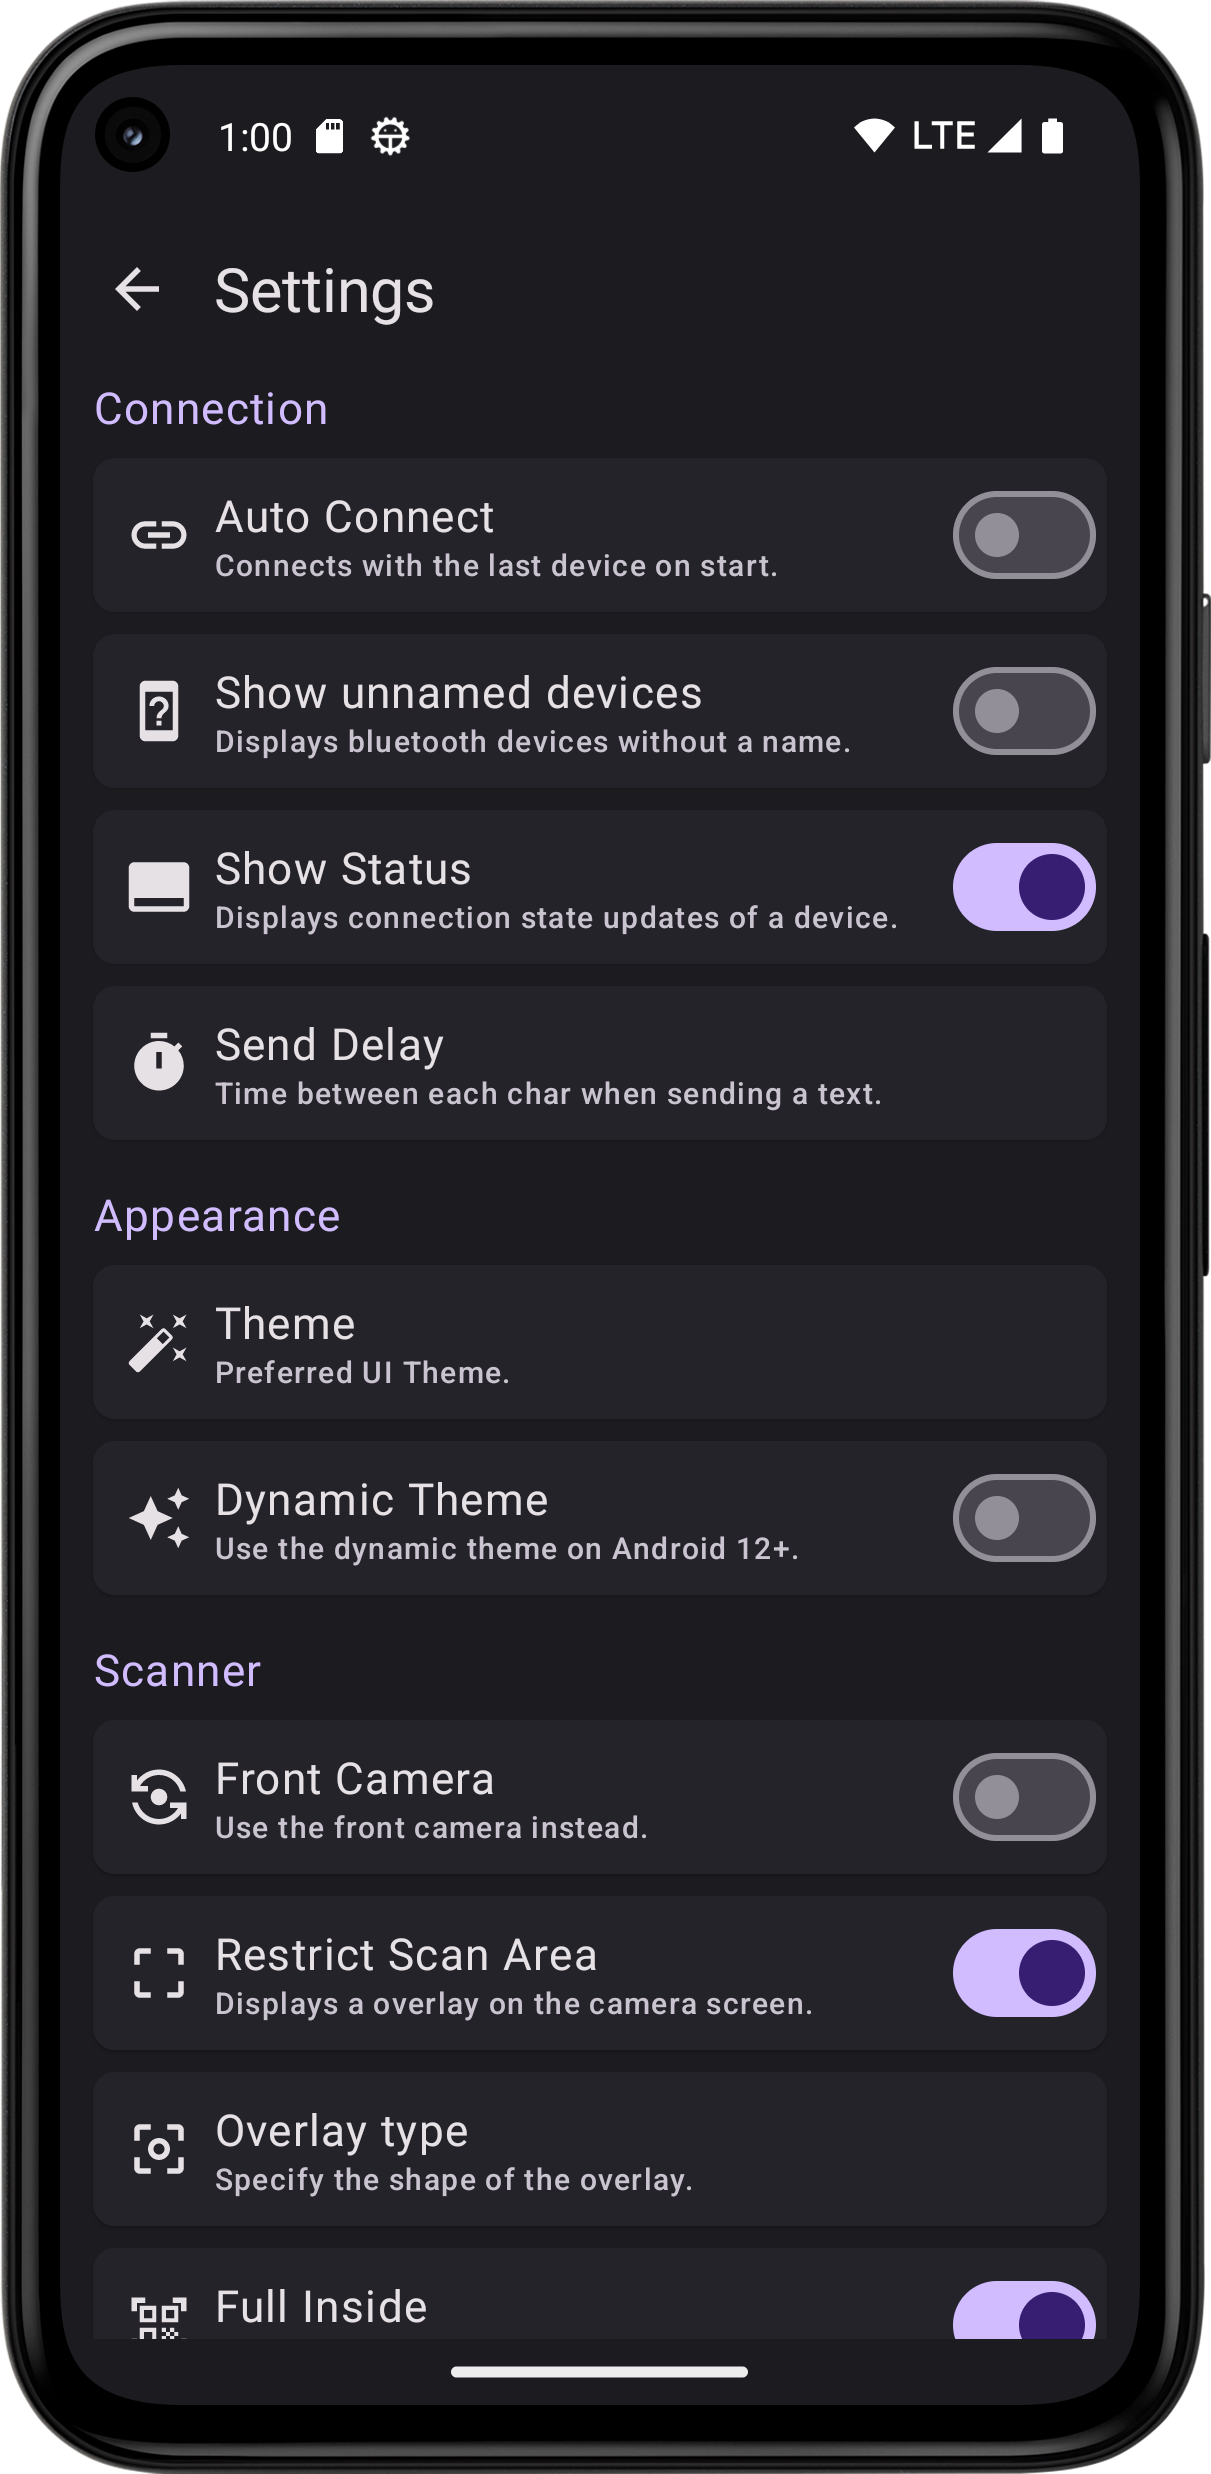 1:00 LTE
Settings
Connection
Auto Connect
Connects with the last device on start.
Show unnamed devices
Displays bluetooth devices without a name.
Show Status
Displays connection state updates of a device.
Send Delay
Time between each char when sending a text.
Appearance
Theme
Preferred UI Theme.
Dynamic Theme
Use the dynamic theme on Android 12+.
Scanner
Front Camera
Use the front camera instead.
Restrict Scan Area
Displays a overlay on the camera screen.
Overlay type
Specify the shape of the overlay.
Full Inside